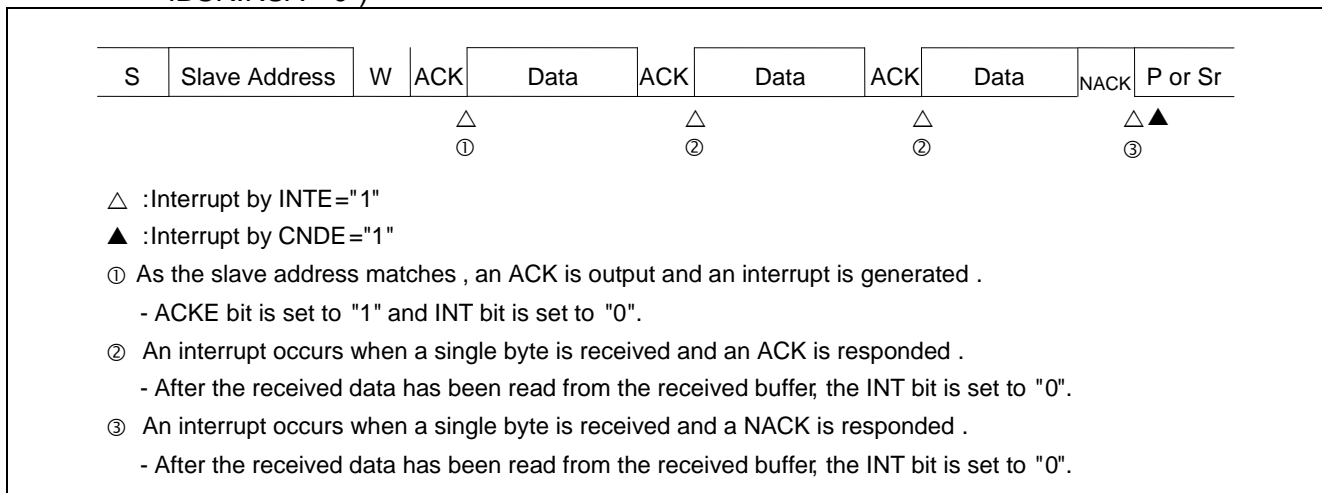 S Slave Address W ACK Data ACK Data ACK Data NACK P or Sr
△ △ △ △ ▲
① ② ② ③
△ :Interrupt by INTE="1"
▲ :Interrupt by CNDE="1"
① As the slave address matches , an ACK is output and an interrupt is generated .
- ACKE bit is set to "1" and INT bit is set to "0".
② An interrupt occurs when a single byte is received and an ACK is responded .
- After the received data has been read from the received buffer, the INT bit is set to "0".
③ An interrupt occurs when a single byte is received and a NACK is responded .
- After the received data has been read from the received buffer, the INT bit is set to "0".